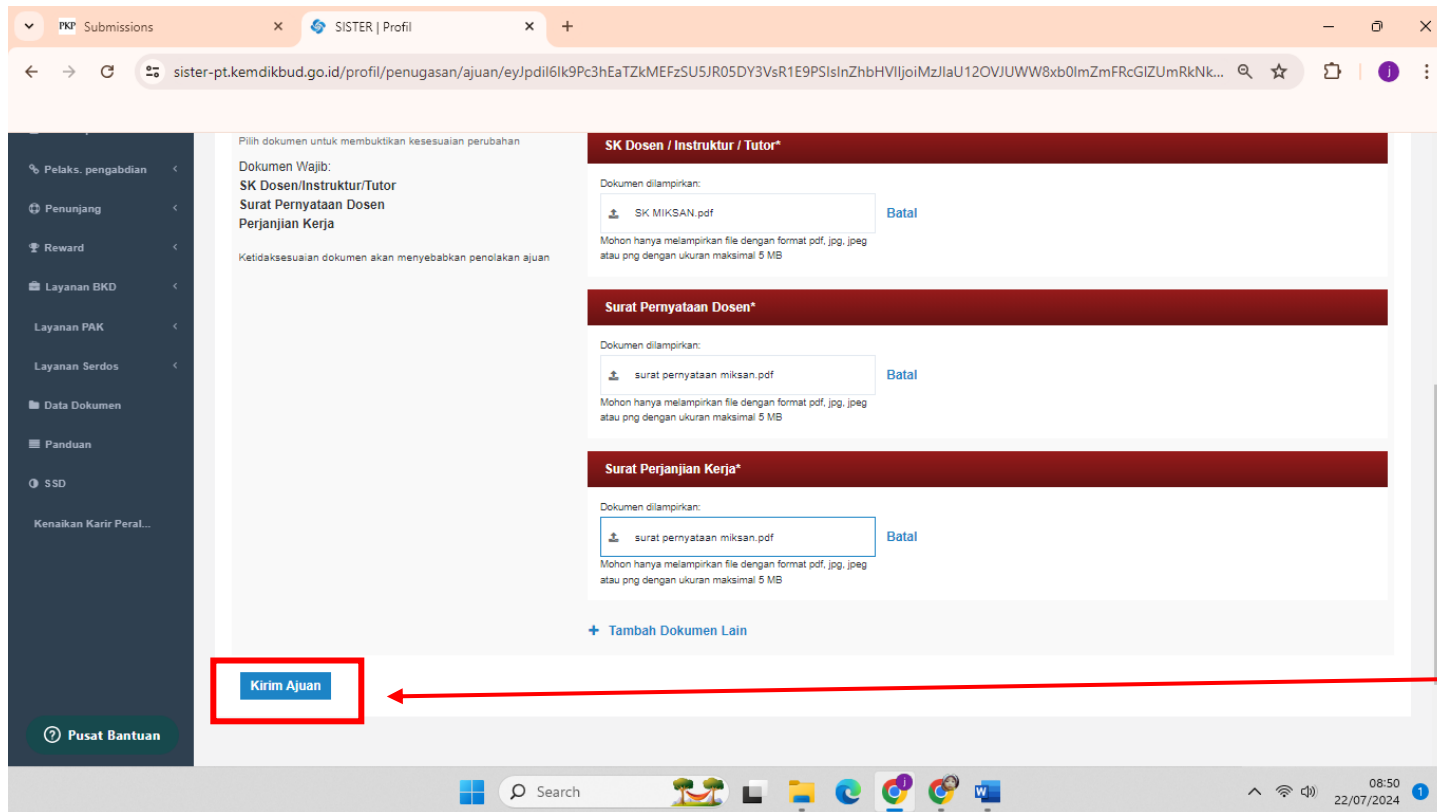 PKP Submissions
SISTER | Profil
sister-pt.kemdikbud.go.id/profil/penugasan/ajuan/
Pilih dokumen untuk membuktikan kesesuaian perubahan
Dokumen Wajib:
SK Dosen/Instruktur/Tutor
Surat Pernyataan Dosen
Perjanjian Kerja
Ketidaksesuaian dokumen akan menyebabkan penolakan ajuan
Pelaks. pengabdian
Penunjang
Reward
Layanan BKD
Layanan PAK
Layanan Serdos
Data Dokumen
Panduan
SSD
Kenaikan Karir Peral...
Pusat Bantuan
SK Dosen / Instruktur / Tutor*
Dokumen dilampirkan:
SK MIKSAN.pdf
Batal
Mohon hanya melampirkan file dengan format pdf, jpg, jpeg
atau png dengan ukuran maksimal 5 MB
Surat Pernyataan Dosen*
Dokumen dilampirkan:
surat pernyataan miksan.pdf
Batal
Mohon hanya melampirkan file dengan format pdf, jpg, jpeg
atau png dengan ukuran maksimal 5 MB
Surat Perjanjian Kerja*
Dokumen dilampirkan:
surat pernyataan miksan.pdf
Batal
Mohon hanya melampirkan file dengan format pdf, jpg, jpeg
atau png dengan ukuran maksimal 5 MB
+ Tambah Dokumen Lain
Kirim Ajuan
Search
08:50
22/07/2024
1